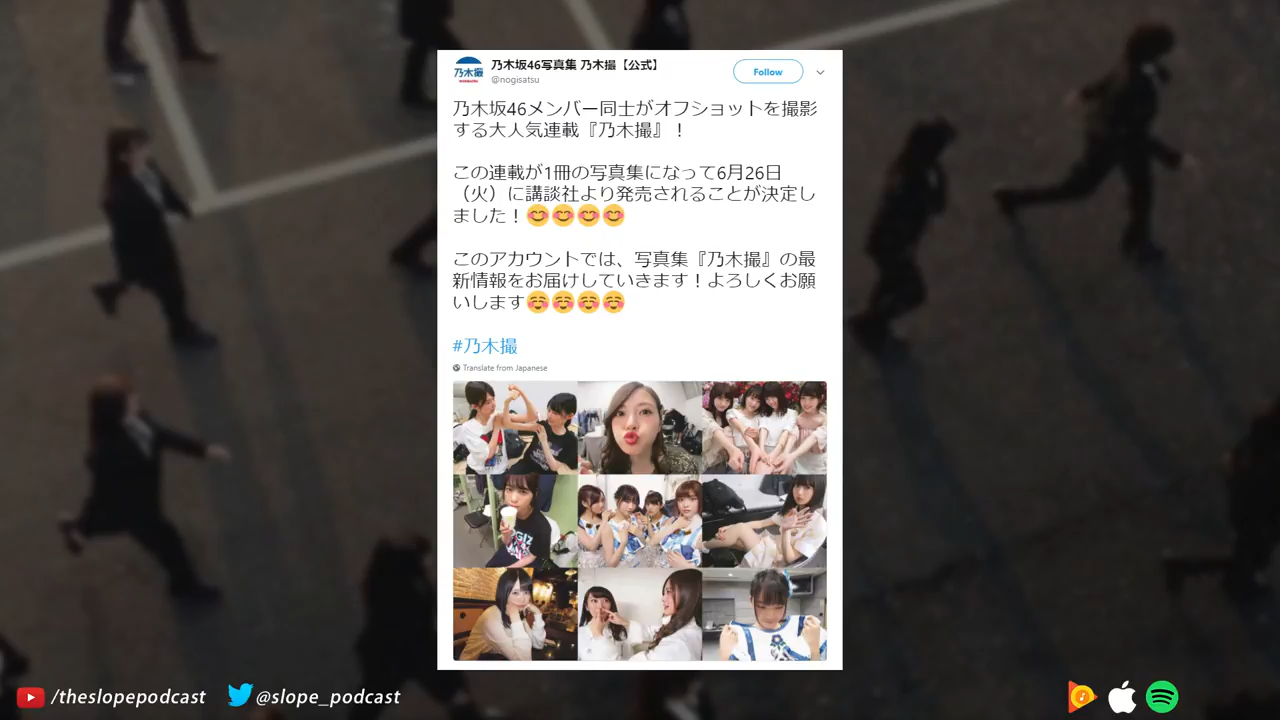 乃木坂46写真集 乃木撮【公式】
@nogisatsu
Follow
乃木撮
乃木坂46メンバー同士がオフショットを撮影
する大人気連載『乃木撮』！
この連載が1冊の写真集になって6月26日
（火）に講談社より発売されることが決定し
ました！😊😊😊😊
このアカウントでは、写真集『乃木撮』の最
新情報をお届けしていきます！よろしくお願
いします☺☺☺☺
#乃木撮
Translate from Japanese
/theslopepodcast
@slope_podcast